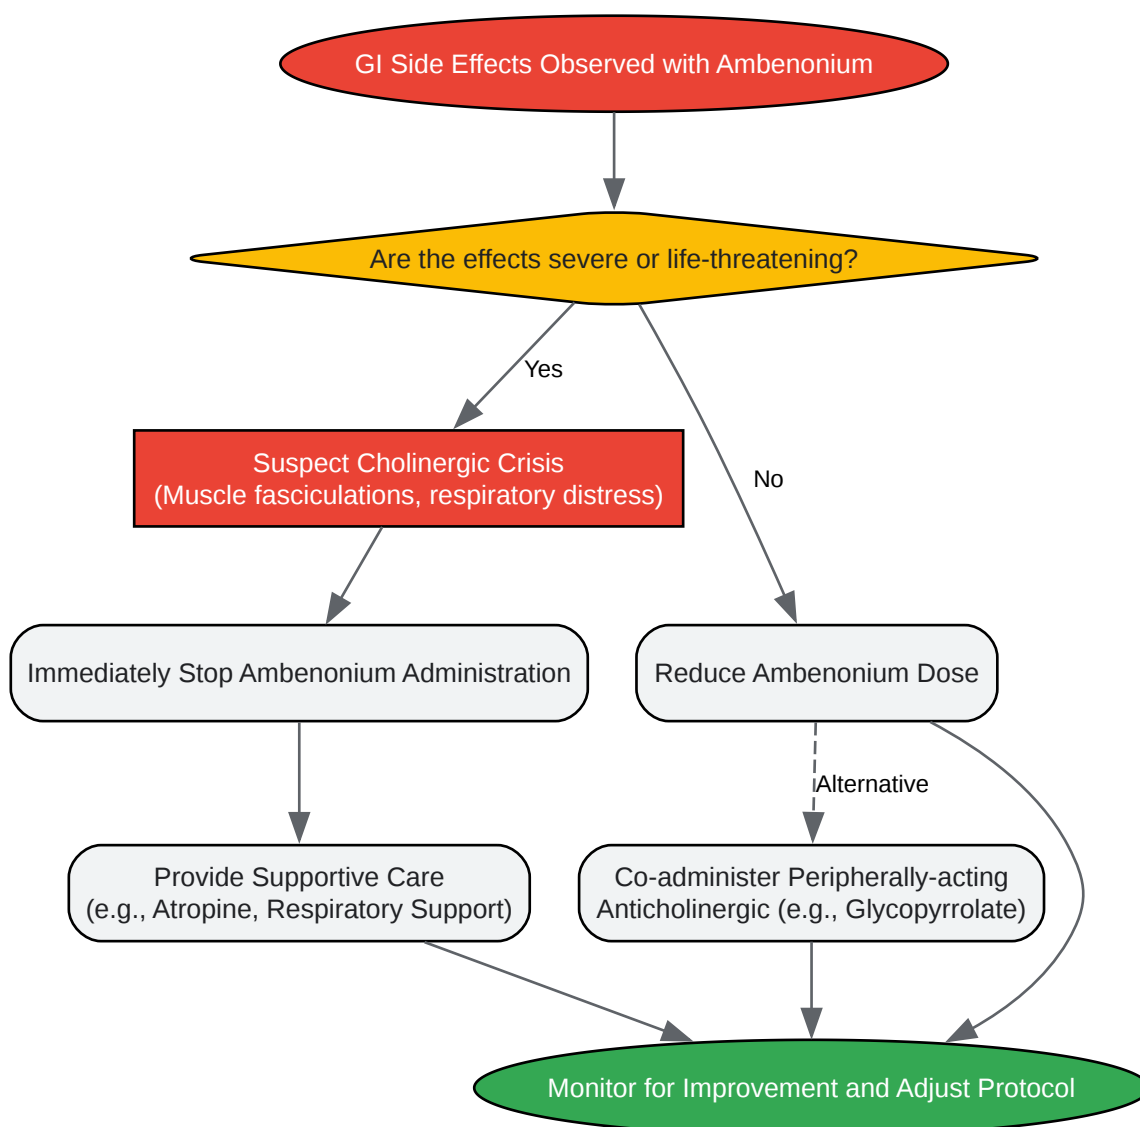 GI Side Effects Observed with Ambenonium
Are the effects severe or life-threatening?
Yes
Suspect Cholinergic Crisis
(Muscle fasciculations, respiratory distress)
No
Immediately Stop Ambenonium Administration
Reduce Ambenonium Dose
Alternative
Provide Supportive Care
(e.g., Atropine, Respiratory Support)
Co-administer Peripherally-acting
Anticholinergic (e.g., Glycopyrrolate)
Monitor for Improvement and Adjust Protocol